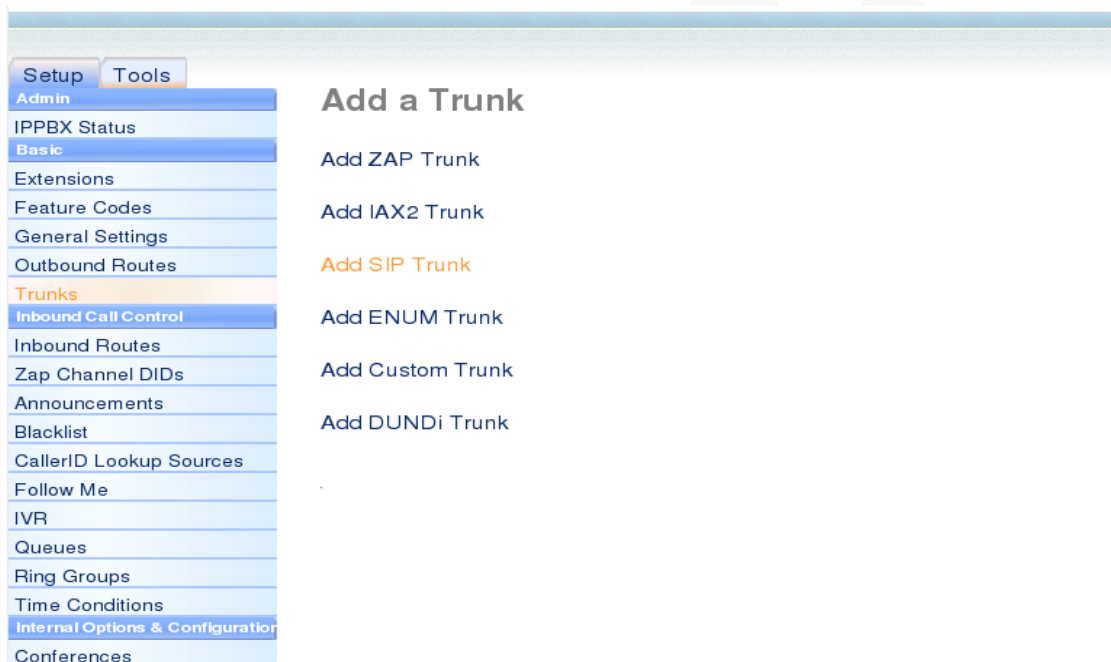 Setup Tools
Admin
IPPBX Status
Basic
Extensions
Feature Codes
General Settings
Outbound Routes
Trunks
Inbound Call Control
Inbound Routes
Zap Channel DIDs
Announcements
Blacklist
CallerID Lookup Sources
Follow Me
IVR
Queues
Ring Groups
Time Conditions
Internal Options & Configuration
Conferences
Add a Trunk
Add ZAP Trunk
Add IAX2 Trunk
Add SIP Trunk
Add ENUM Trunk
Add Custom Trunk
Add DUNDi Trunk
.